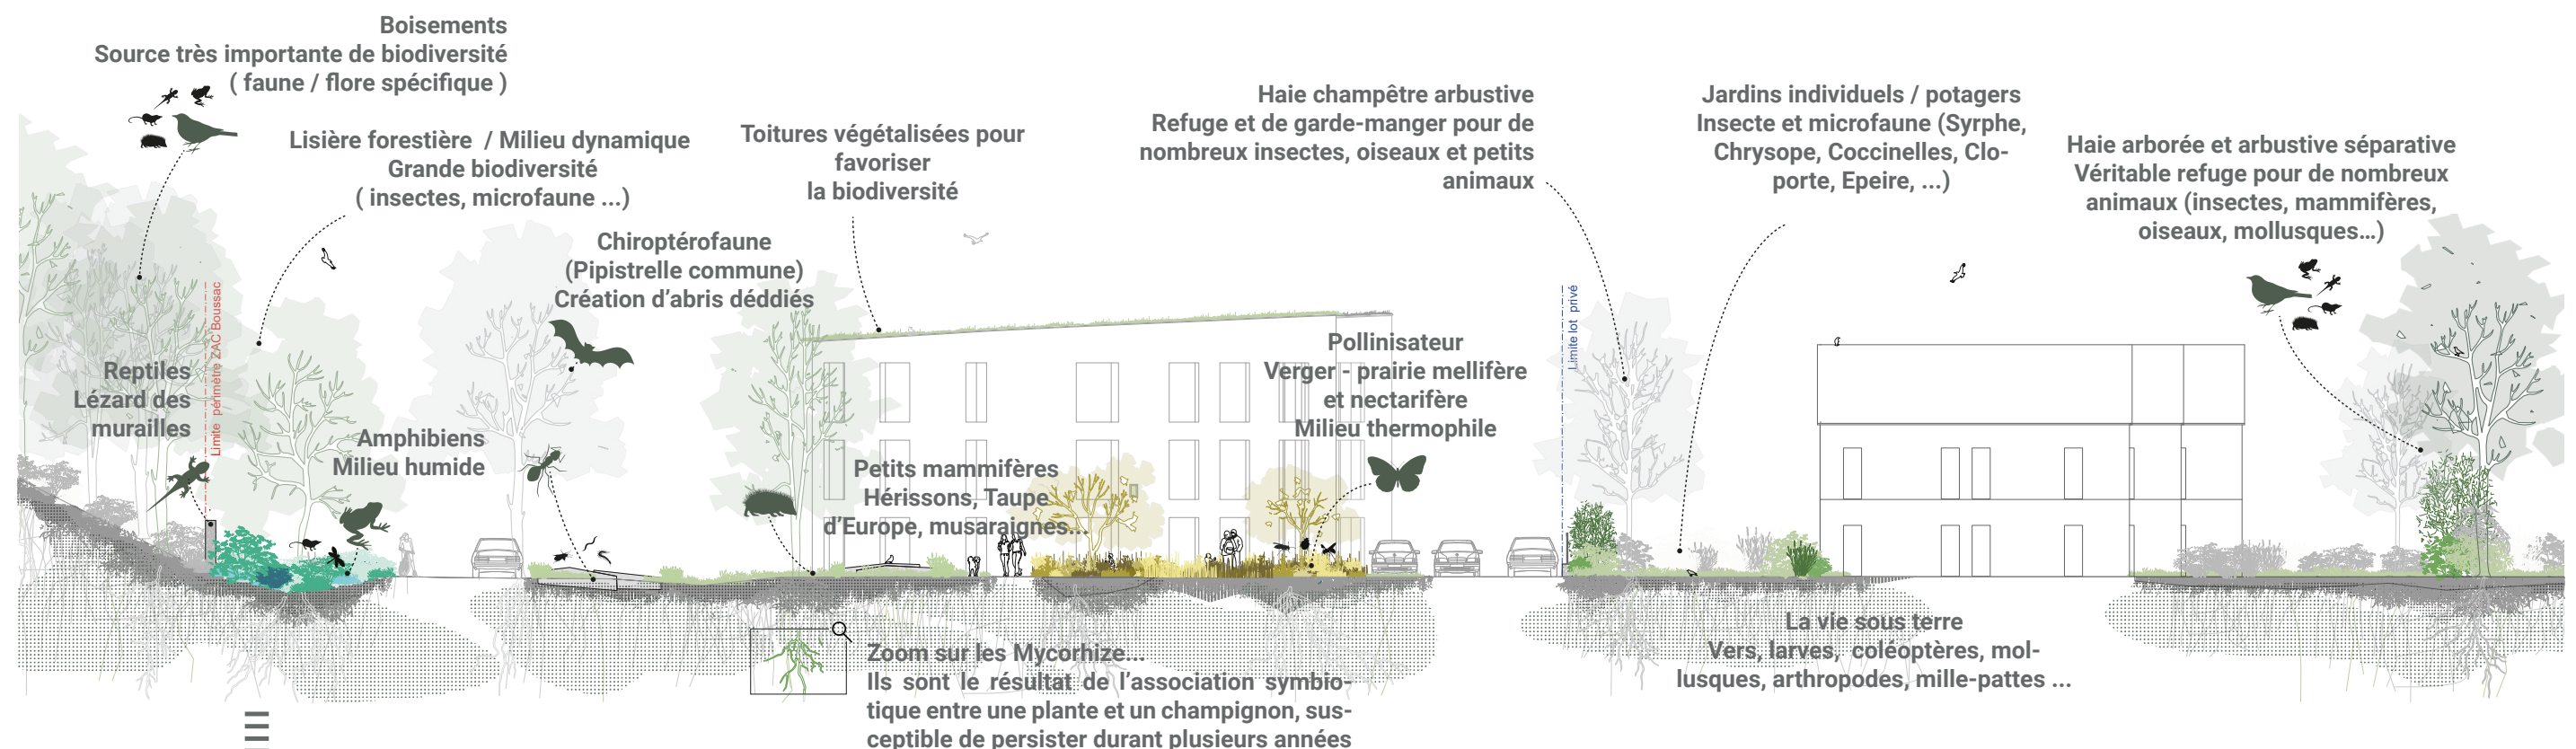 Boisements
Source très importante de biodiversité
( faune / flore spécifique )
Lisière forestière  / Milieu dynamique
Grande biodiversité
( insectes, microfaune ...)
Toitures végétalisées pour
favoriser
la biodiversité
Chiroptérofaune
(Pipistrelle commune)
Création d’abris déddiés
Haie champêtre arbustive
Refuge et de garde-manger pour de
nombreux insectes, oiseaux et petits
animaux
Jardins individuels / potagers
Insecte et microfaune (Syrphe,
Chrysope, Coccinelles, Clo-
porte, Epeire, ...)
Haie arborée et arbustive séparative
Véritable refuge pour de nombreux
animaux (insectes, mammifères,
oiseaux, mollusques...)
Reptiles
Lézard des
murailles
Limite  périmètre ZAC Boussac
Amphibiens
Milieu humide
Petits mammifères
Hérissons, Taupe
d’Europe, musaraignes...
Pollinisateur
Verger - prairie mellifère
et nectarifère
Milieu thermophile
Limite lot  privé
Zoom sur les Mycorhize...
Ils sont le résultat de l’association symbio-
tique entre une plante et un champignon, sus-
ceptible de persister durant plusieurs années
La vie sous terre
Vers, larves,  coléoptères, mol-
lusques, arthropodes, mille-pattes ...